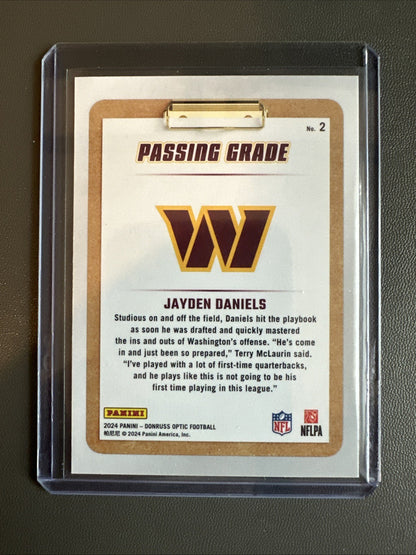 No. 2
PASSING GRADE
W
JAYDEN DANIELS
Studious on and off the field, Daniels hit the playbook
as soon he was drafted and quickly mastered
the ins and outs of Washington's offense. "He's come
in and just been so prepared," Terry McLaurin said.
"I've played with a lot of first-time quarterbacks,
and he plays like this is not going to be his
first time playing in this league."
PANINI
2024 PANINI – DONRUSS OPTIC FOOTBALL
帕尼尼 © 2024 Panini America, Inc.
NFL
NFLPA